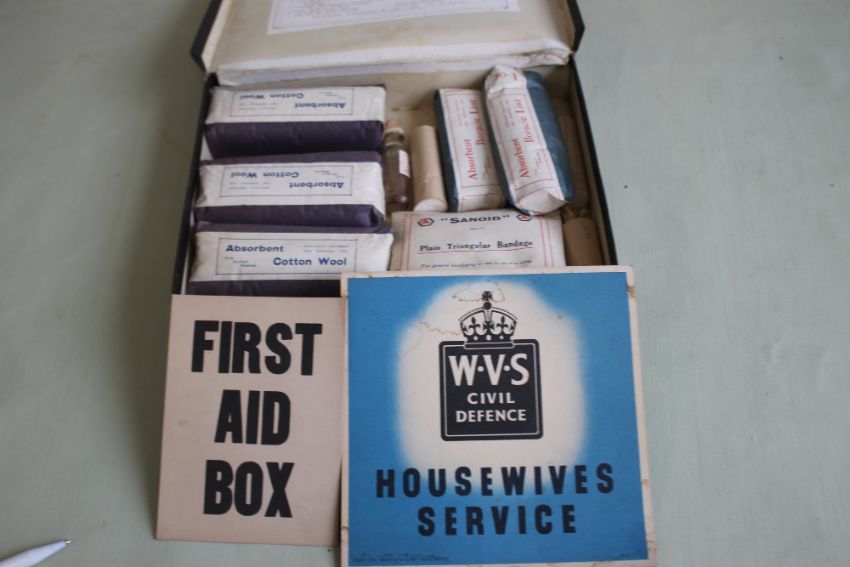 Absorbent
Cotton Wool
Absorbent
Cotton Wool
Absorbent
Cotton Wool
Absorbent
Boracic Lint
Absorbent
Boracic Lint
"SANOID"
Plain Triangular Bandage
FIRST
AID
BOX
W·V·S
CIVIL
DEFENCE
HOUSEWIVES
SERVICE